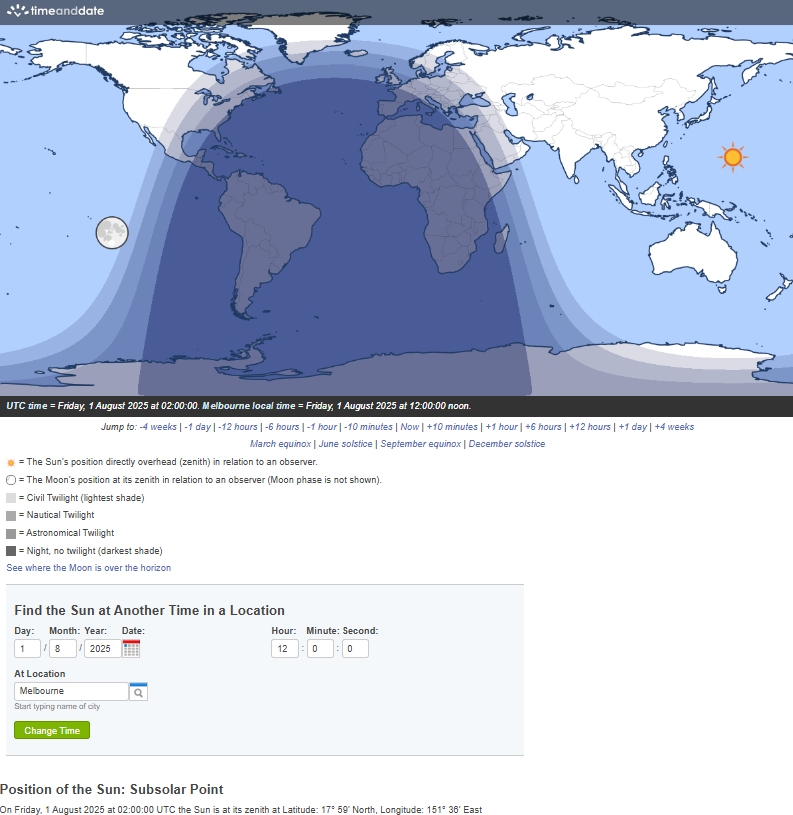 timeanddate
UTC time = Friday, 1 August 2025 at 02:00:00. Melbourne local time = Friday, 1 August 2025 at 12:00:00 noon.
Jump to: -4 weeks | -1 day | -12 hours | -6 hours | -1 hour | -10 minutes | Now | +10 minutes | +1 hour | +6 hours | +12 hours | +1 day | +4 weeks
March equinox | June solstice | September equinox | December solstice
= The Sun's position directly overhead (zenith) in relation to an observer.
= The Moon's position at its zenith in relation to an observer (Moon phase is not shown).
= Civil Twilight (lightest shade)
= Nautical Twilight
= Astronomical Twilight
= Night, no twilight (darkest shade)
See where the Moon is over the horizon
Find the Sun at Another Time in a Location
Day: Month: Year: Date: Hour: Minute: Second:
1 / 8 / 2025 12 : 0 : 0
At Location
Melbourne
Start typing name of city
Change Time
Position of the Sun: Subsolar Point
On Friday, 1 August 2025 at 02:00:00 UTC the Sun is at its zenith at Latitude: 17° 59' North, Longitude: 151° 36' East